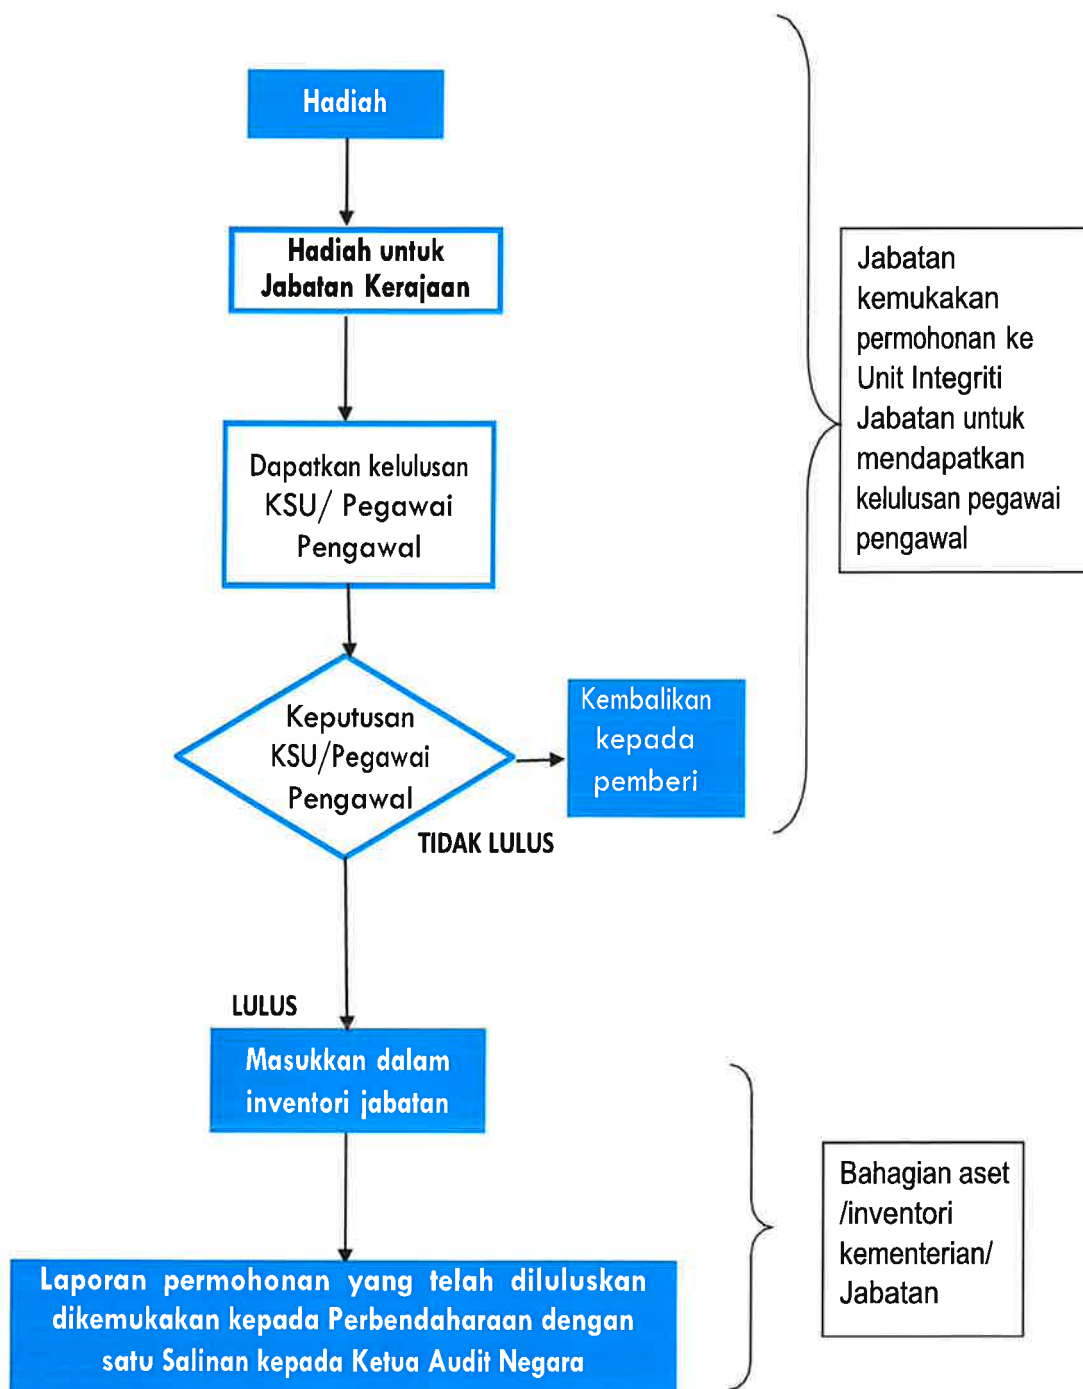 Hadiah
Hadiah untuk
Jabatan Kerajaan
Dapatkan kelulusan
KSU/ Pegawai
Pengawal
Keputusan
KSU/Pegawai
Pengawal
Kembalikan
kepada
pemberi
TIDAK LULUS
LULUS
Masukkan dalam
inventori jabatan
Laporan permohonan yang telah diluluskan
dikemukakan kepada Perbendaharaan dengan
satu Salinan kepada Ketua Audit Negara
Jabatan
kemukakan
permohonan ke
Unit Integriti
Jabatan untuk
mendapatkan
kelulusan pegawai
pengawal
Bahagian aset
/inventori
kementerian/
Jabatan